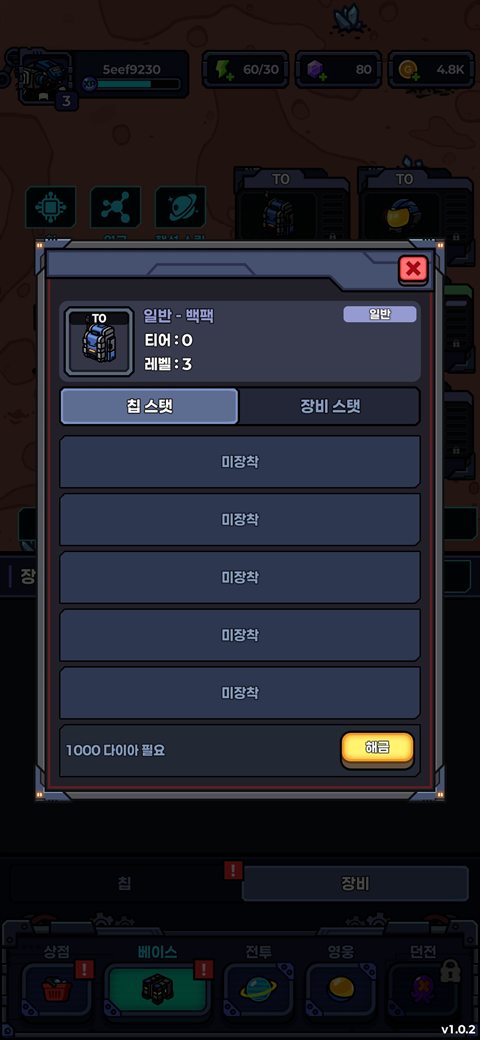 5eef9230
60/30
80
4.8K
3
T0
T0
T0
일반 - 백팩
일반
티어 : 0
레벨 : 3
칩 스탯
장비 스탯
미장착
미장착
미장착
미장착
미장착
1000 다이아 필요
해금
장
칩
장비
상점
베이스
전투
영웅
던전
v1.0.2